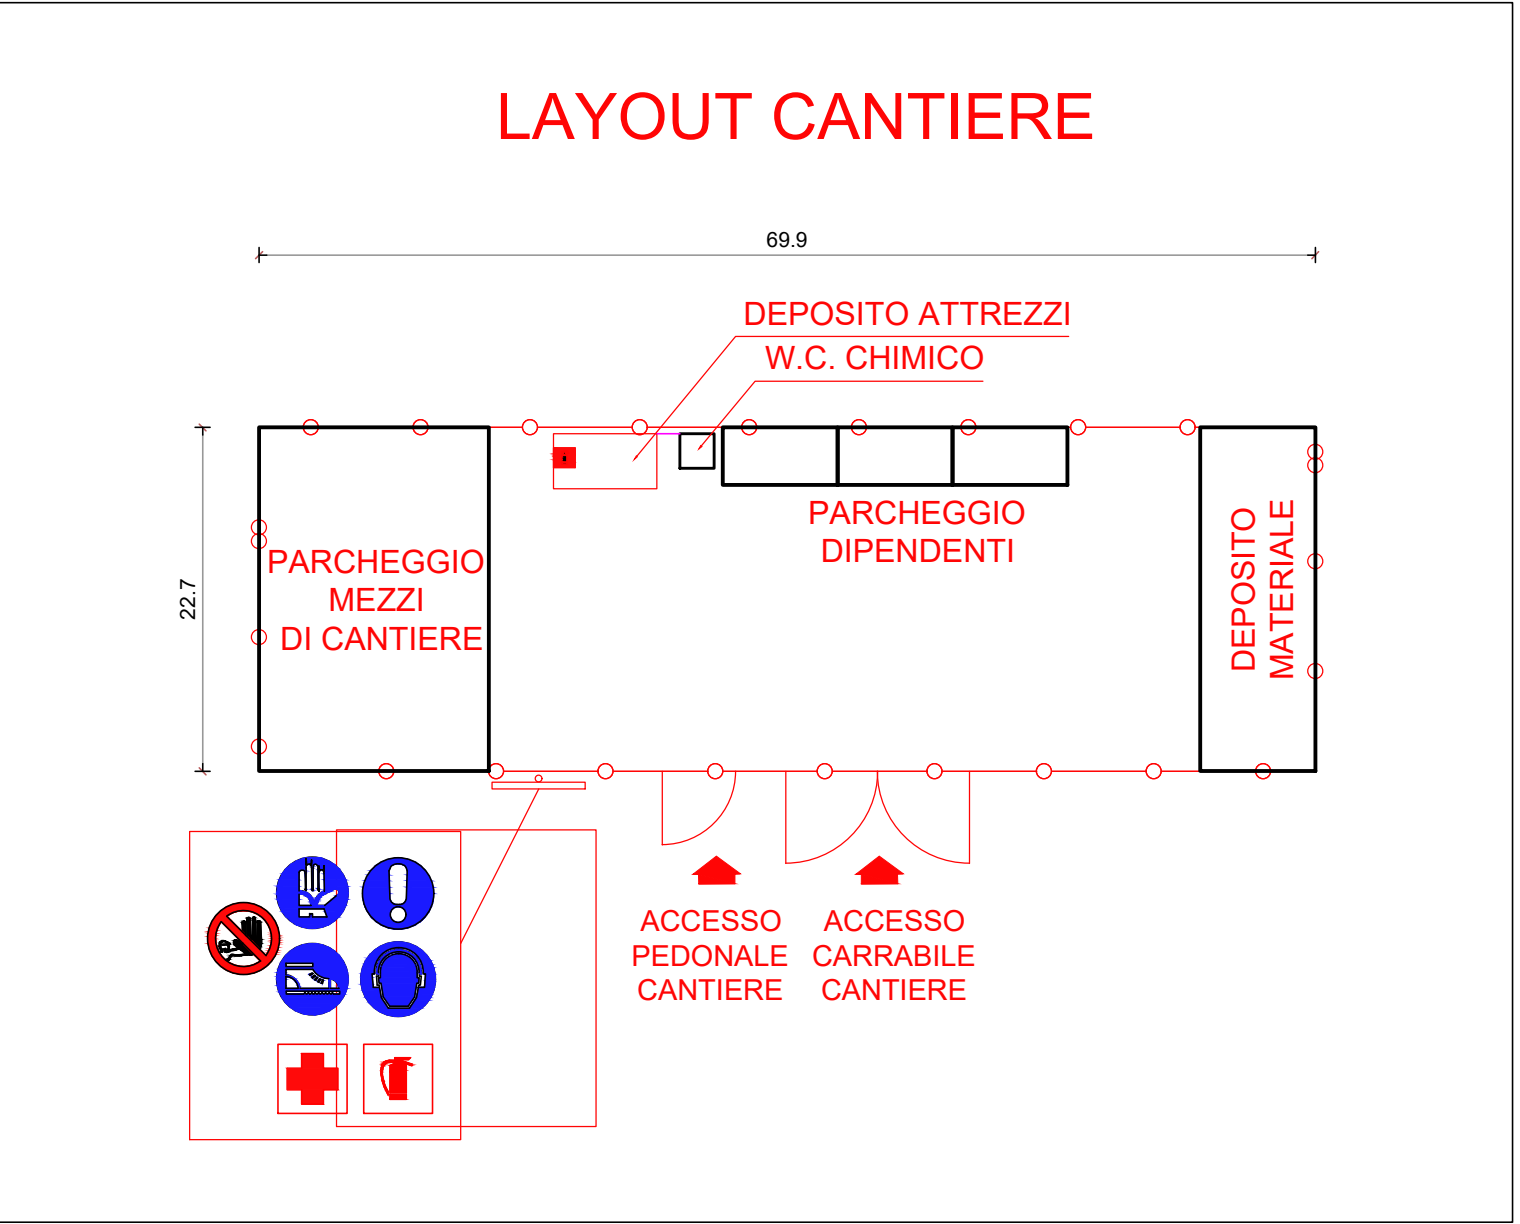 LAYOUT CANTIERE
69.9
DEPOSITO ATTREZZI
W.C. CHIMICO
22.7
PARCHEGGIO
MEZZI
DI CANTIERE
PARCHEGGIO
DIPENDENTI
DEPOSITO
MATERIALE
ACCESSO
PEDONALE
CANTIERE
ACCESSO
CARRABILE
CANTIERE